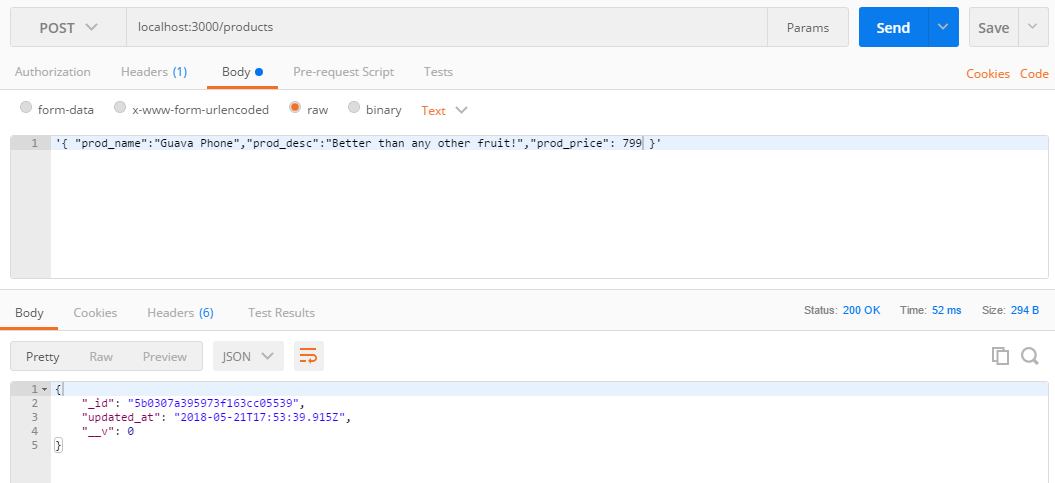 POST localhost:3000/products Params Send Save
Authorization Headers (1) Body Pre-request Script Tests Cookies Code
form-data x-www-form-urlencoded raw binary Text
1 '{ "prod_name":"Guava Phone","prod_desc":"Better than any other fruit!","prod_price": 799 }'
Body Cookies Headers (6) Test Results Status: 200 OK Time: 52 ms Size: 294 B
Pretty Raw Preview JSON
1 {
2 "_id": "5b0307a395973f163cc05539",
3 "updated_at": "2018-05-21T17:53:39.915Z",
4 "__v": 0
5 }